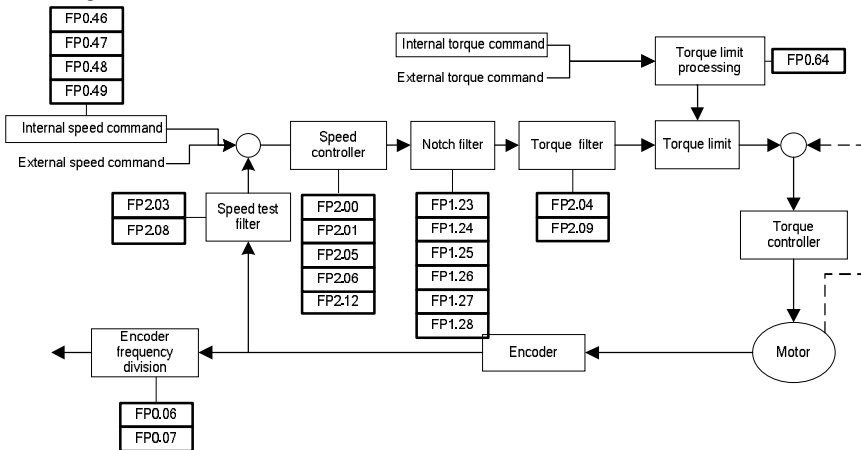 FP0.46
FP0.47
FP0.48
FP0.49
Internal speed command
External speed command
Internal torque command
External torque command
Torque limit
processing
FP0.64
Speed
controller
Notch filter
Torque filter
Torque limit
FP2.03
FP2.08
Speed test
filter
FP2.00
FP2.01
FP2.05
FP2.06
FP2.12
FP1.23
FP1.24
FP1.25
FP1.26
FP1.27
FP1.28
FP2.04
FP2.09
Torque
controller
Encoder
frequency
division
Encoder
Motor
FP0.06
FP0.07